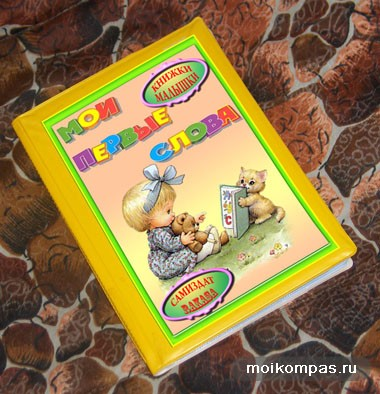 КНИЖКИ
МАЛЫШКИ
МОИ
ПЕРВЫЕ
СЛОВА
САМИЗДАТ
moikompas.ru